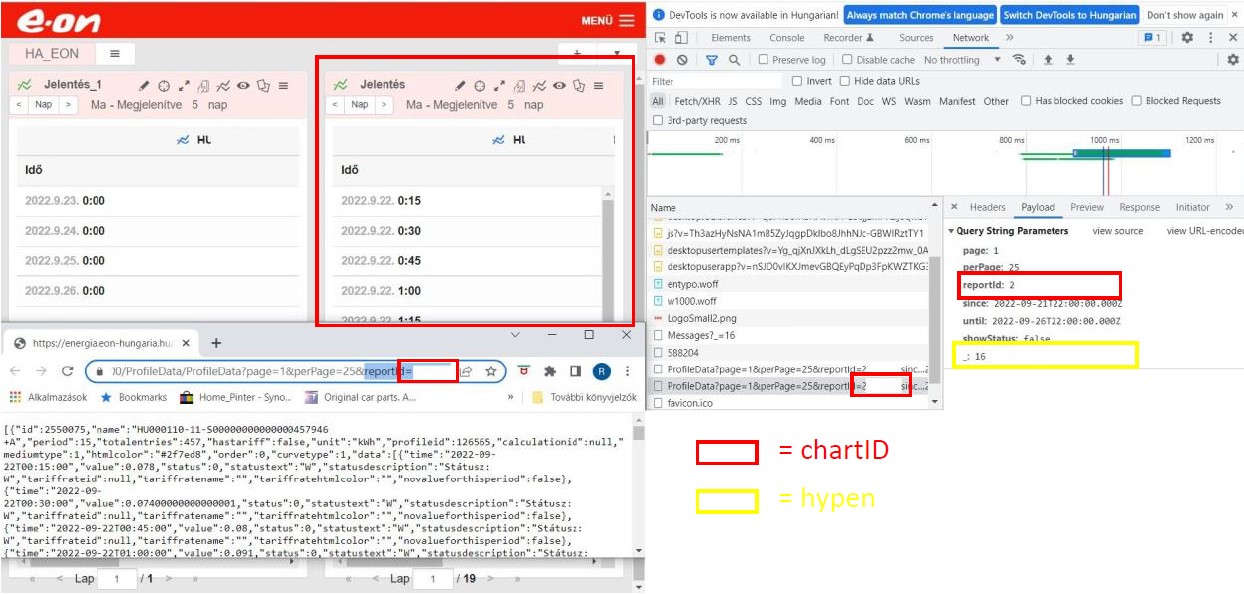 e·on
MENÜ
HA_EON
+
Jelentés_1
< Nap > Ma - Megjelenítve 5 nap
HU
Idő
2022.9.23. 0:00
2022.9.24. 0:00
2022.9.25. 0:00
2022.9.26. 0:00
Jelentés
< Nap > Ma - Megjelenítve 5 nap
HU
Idő
2022.9.22. 0:15
2022.9.22. 0:30
2022.9.22. 0:45
2022.9.22. 1:00
2022.9.22. 1:15
https://energia.eon-hungaria.hu/ × +
)0/ProfileData/ProfileData?page=1&perPage=25&reportId=
R
Alkalmazások Bookmarks Home_Pinter - Syno... Original car parts. A... » További könyvjelzők
[{"id":2550075,"name":"HU000110-11-S00000000000000457946
+A","period":15,"totalentries":457,"hastariff":false,"unit":"kWh","profileid":126565,"calculationid":null,"
mediumtype":1,"htmlcolor":"#2f7ed8","order":0,"curvetype":1,"data":[{"time":"2022-09-
22T00:15:00","value":0.078,"status":0,"statustext":"W","statusdescription":"Státusz:
W","tariffrateid":null,"tariffratename":"","tariffratehtmlcolor":"","novalueforthisperiod":false},
{"time":"2022-09-
22T00:30:00","value":0.07400000000000001,"status":0,"statustext":"W","statusdescription":"Státusz:
W","tariffrateid":null,"tariffratename":"","tariffratehtmlcolor":"","novalueforthisperiod":false},
{"time":"2022-09-22T00:45:00","value":0.08,"status":0,"statustext":"W","statusdescription":"Státusz:
W","tariffrateid":null,"tariffratename":"","tariffratehtmlcolor":"","novalueforthisperiod":false},
{"time":"2022-09-22T01:00:00","value":0.091,"status":0,"statustext":"W","statusdescription":"Státusz:
« < Lap 1 / 1 > »
« < Lap 1 / 19 > »
DevTools is now available in Hungarian! Always match Chrome's language Switch DevTools to Hungarian Don't show again ×
Elements Console Recorder Sources Network » 1
Preserve log Disable cache No throttling
Filter Invert Hide data URLs
All Fetch/XHR JS CSS Img Media Font Doc WS Wasm Manifest Other Has blocked cookies Blocked Requests
3rd-party requests
200 ms 400 ms 600 ms 800 ms 1000 ms 1200 ms
Name
js?v=Th3azHyNsNA1m85ZyJqgpDklbo8JhhNJc-GBWlRztTY1
desktopusertemplates?v=Yg_qjXnJXkLh_dLgSEU2pzz2mw_0A
desktopuserapp?v=nSJD0vIKXJmevGBQEyPqDp3FpKWZTKG3
entypo.woff
w1000.woff
LogoSmall2.png
Messages?_=16
588204
ProfileData?page=1&perPage=25&reportId=2 sinc...2
ProfileData?page=1&perPage=25&reportId=2 sinc...2
favicon.ico
× Headers Payload Preview Response Initiator »
Query String Parameters view source view URL-encoded
page: 1
perPage: 25
reportId: 2
since: 2022-09-21T22:00:00.000Z
until: 2022-09-26T22:00:00.000Z
showStatus: false
_: 16
= chartID
= hypen